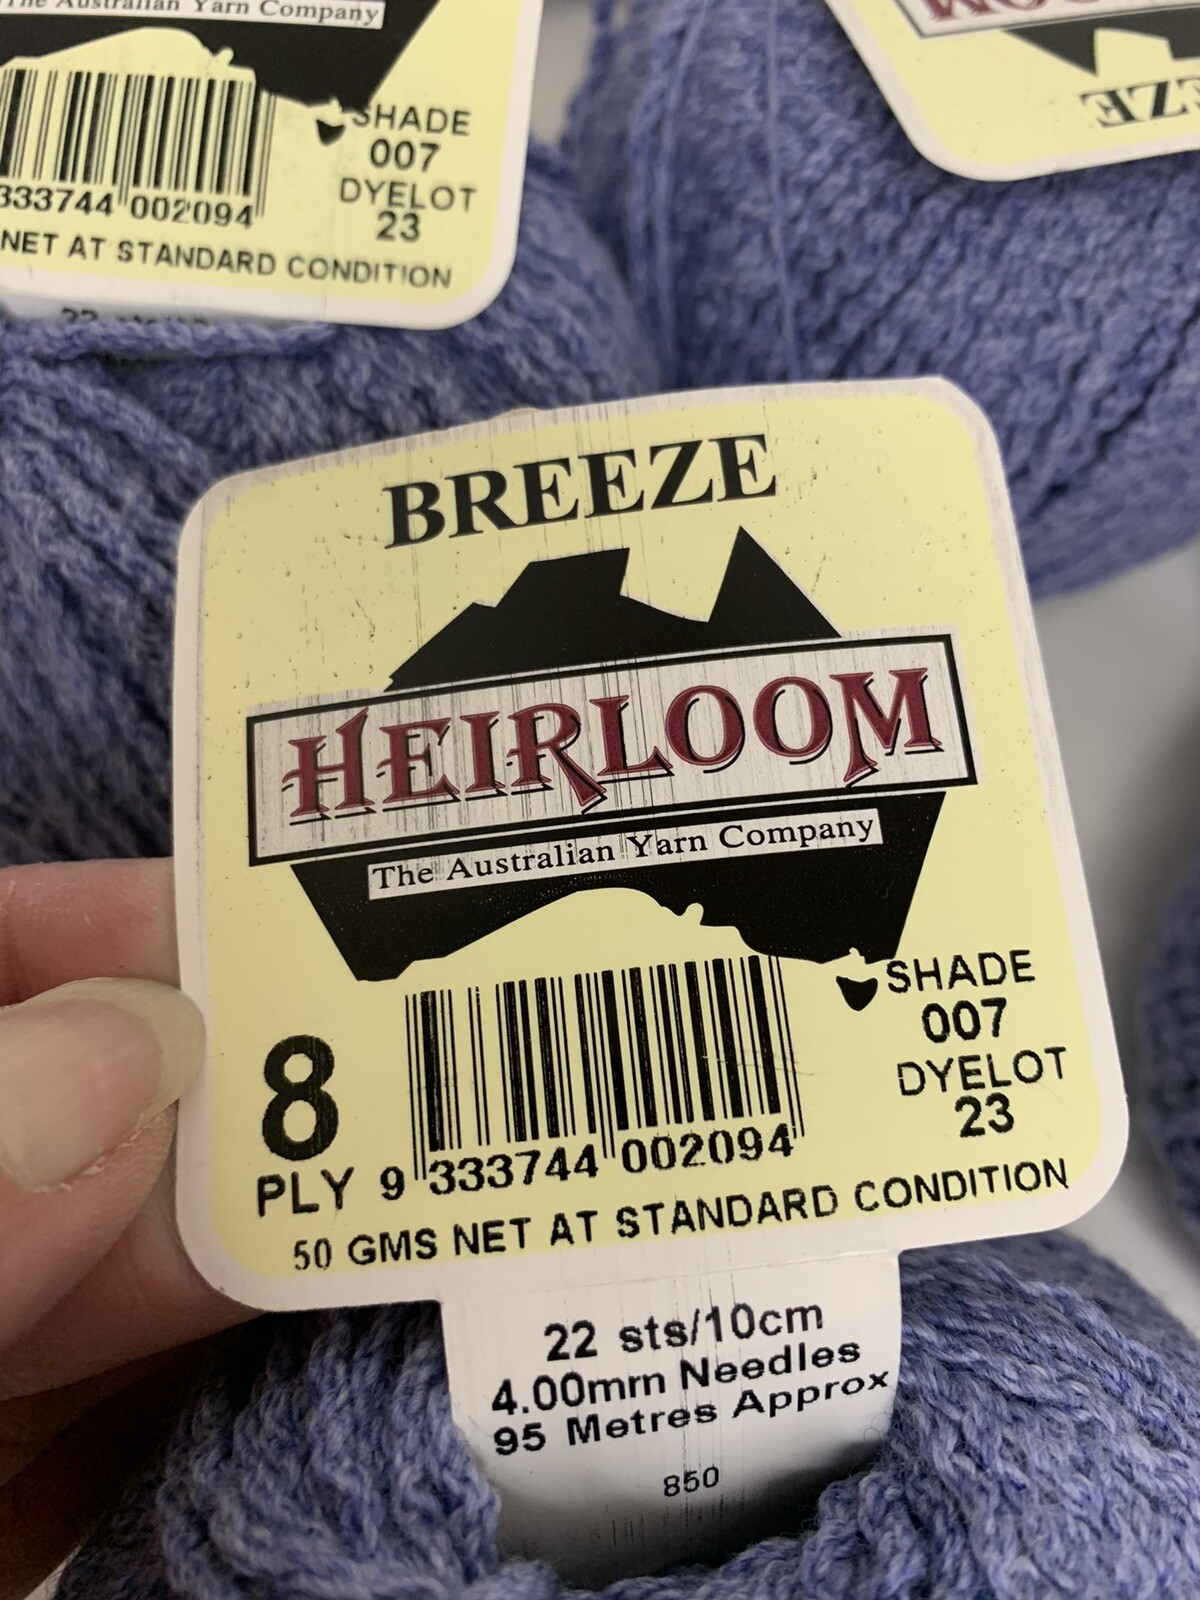 The Australian Yarn Company
SHADE
007
DYELOT
23
333744 002094
NET AT STANDARD CONDITION
EZE
BREEZE
HEIRLOOM
The Australian Yarn Company
SHADE
007
DYELOT
23
8
PLY
9 333744 002094
50 GMS NET AT STANDARD CONDITION
22 sts/10cm
4.00mm Needles
95 Metres Approx
850